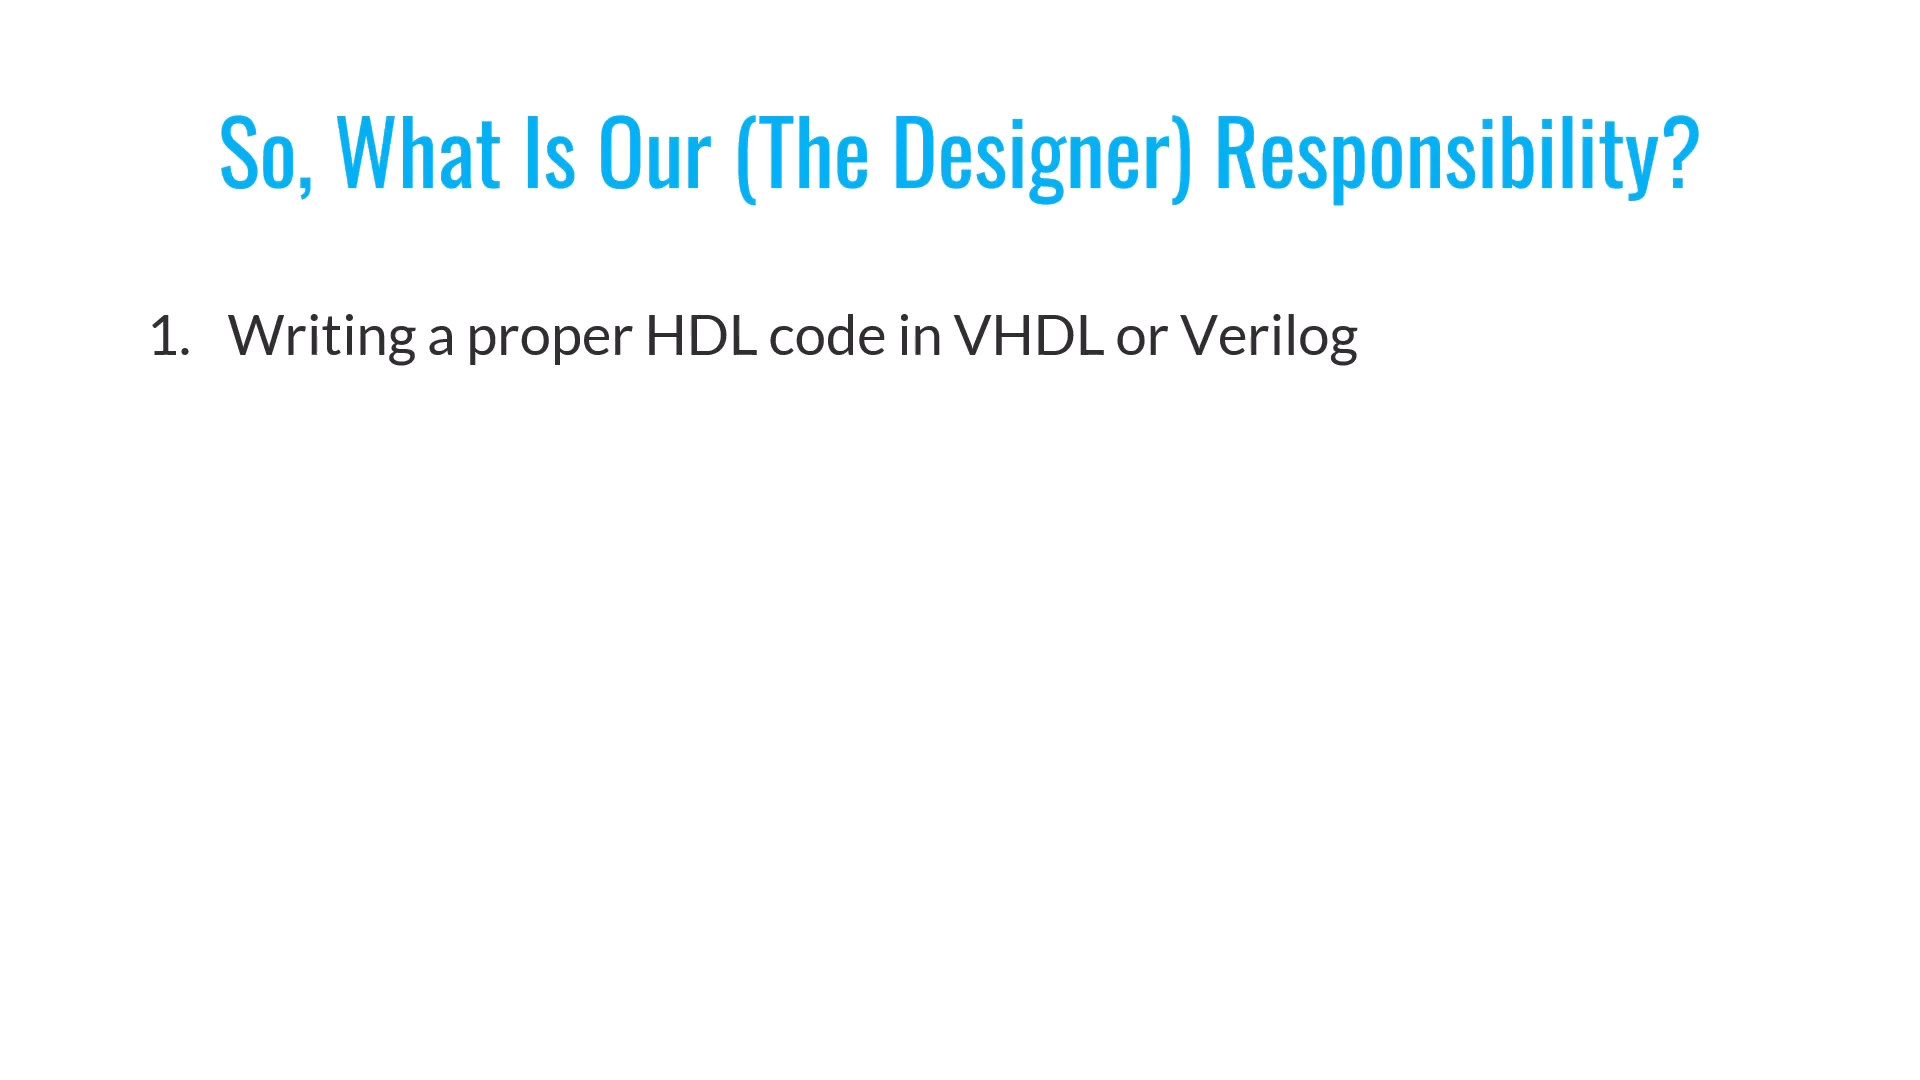 So, What Is Our (The Designer) Responsibility?
1. Writing a proper HDL code in VHDL or Verilog